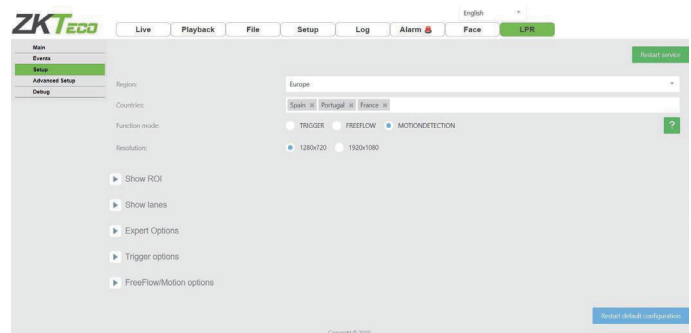 English
ZKTeco
Live Playback File Setup Log Alarm Face LPR
Main
Events
Setup
Advanced Setup
Debug
Restart service
Region: Europe
Countries: Spain × Portugal × France ×
Function mode: TRIGGER FREEFLOW MOTIONDETECTION ?
Resolution: 1280x720 1920x1080
Show ROI
Show lanes
Expert Options
Trigger options
FreeFlow/Motion options
Restart default configuration